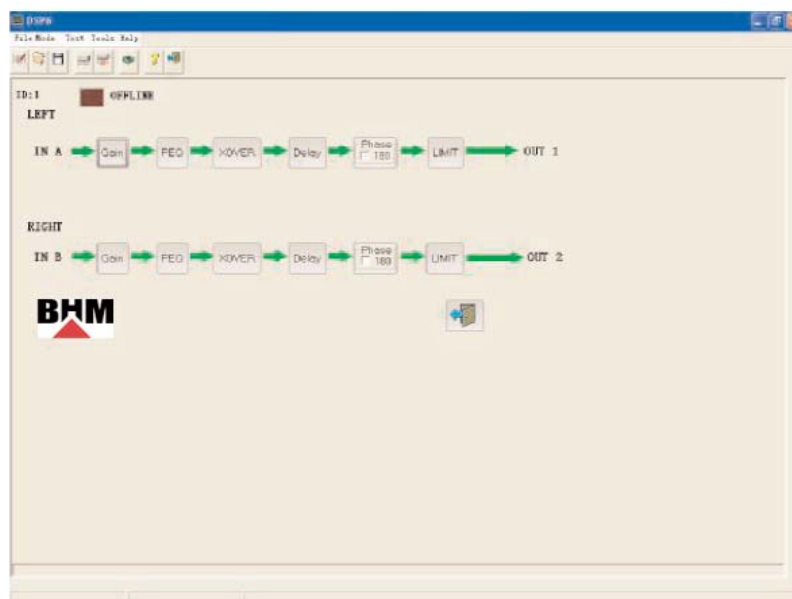 DSP6
File Mode Test Tools Help
ID:1 OFFLINE
LEFT
IN A Gain PEQ XOVER Delay Phase 180 LIMIT OUT 1
RIGHT
IN B Gain PEQ XOVER Delay Phase 180 LIMIT OUT 2
BHM